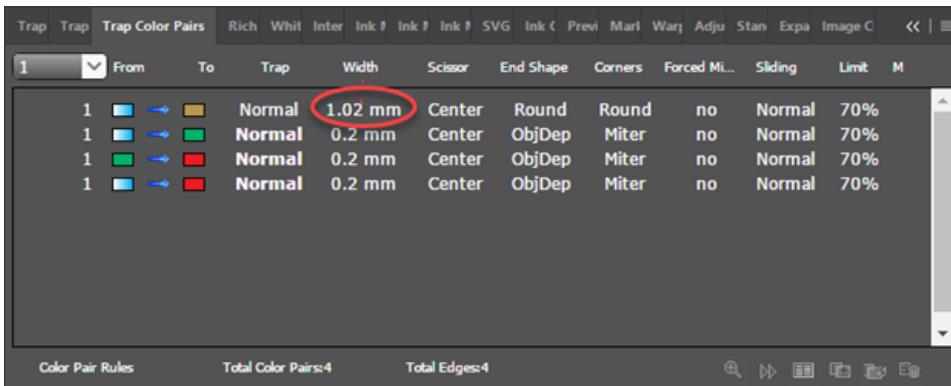 Trap Trap Trap Color Pairs Rich Whit Inter Ink Ink Ink SVG Ink Previ Mark Warp Adju Stan Expa Image C
1 From To Trap Width Scissor End Shape Corners Forced Mi... Sliding Limit M
1 Normal 1.02 mm Center Round Round no Normal 70%
1 Normal 0.2 mm Center ObjDep Miter no Normal 70%
1 Normal 0.2 mm Center ObjDep Miter no Normal 70%
1 Normal 0.2 mm Center ObjDep Miter no Normal 70%
Color Pair Rules Total Color Pairs:4 Total Edges:4